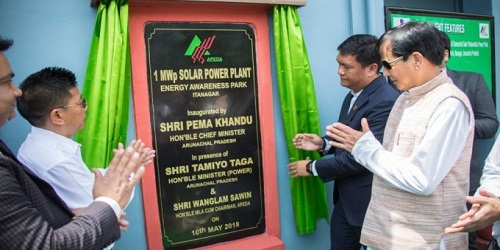 APEDA
1 MWp SOLAR POWER PLANT
ENERGY AWARENESS PARK
ITANAGAR
Inaugurated by
SHRI PEMA KHANDU
HON'BLE CHIEF MINISTER
ARUNACHAL PRADESH
In presence of
SHRI TAMIYO TAGA
HON'BLE MINISTER (POWER)
ARUNACHAL PRADESH
&
SHRI WANGLAM SAWIN
HON'BLE MLA CUM CHAIRMAN, APEDA
ON
10th MAY 2018
FEATURES